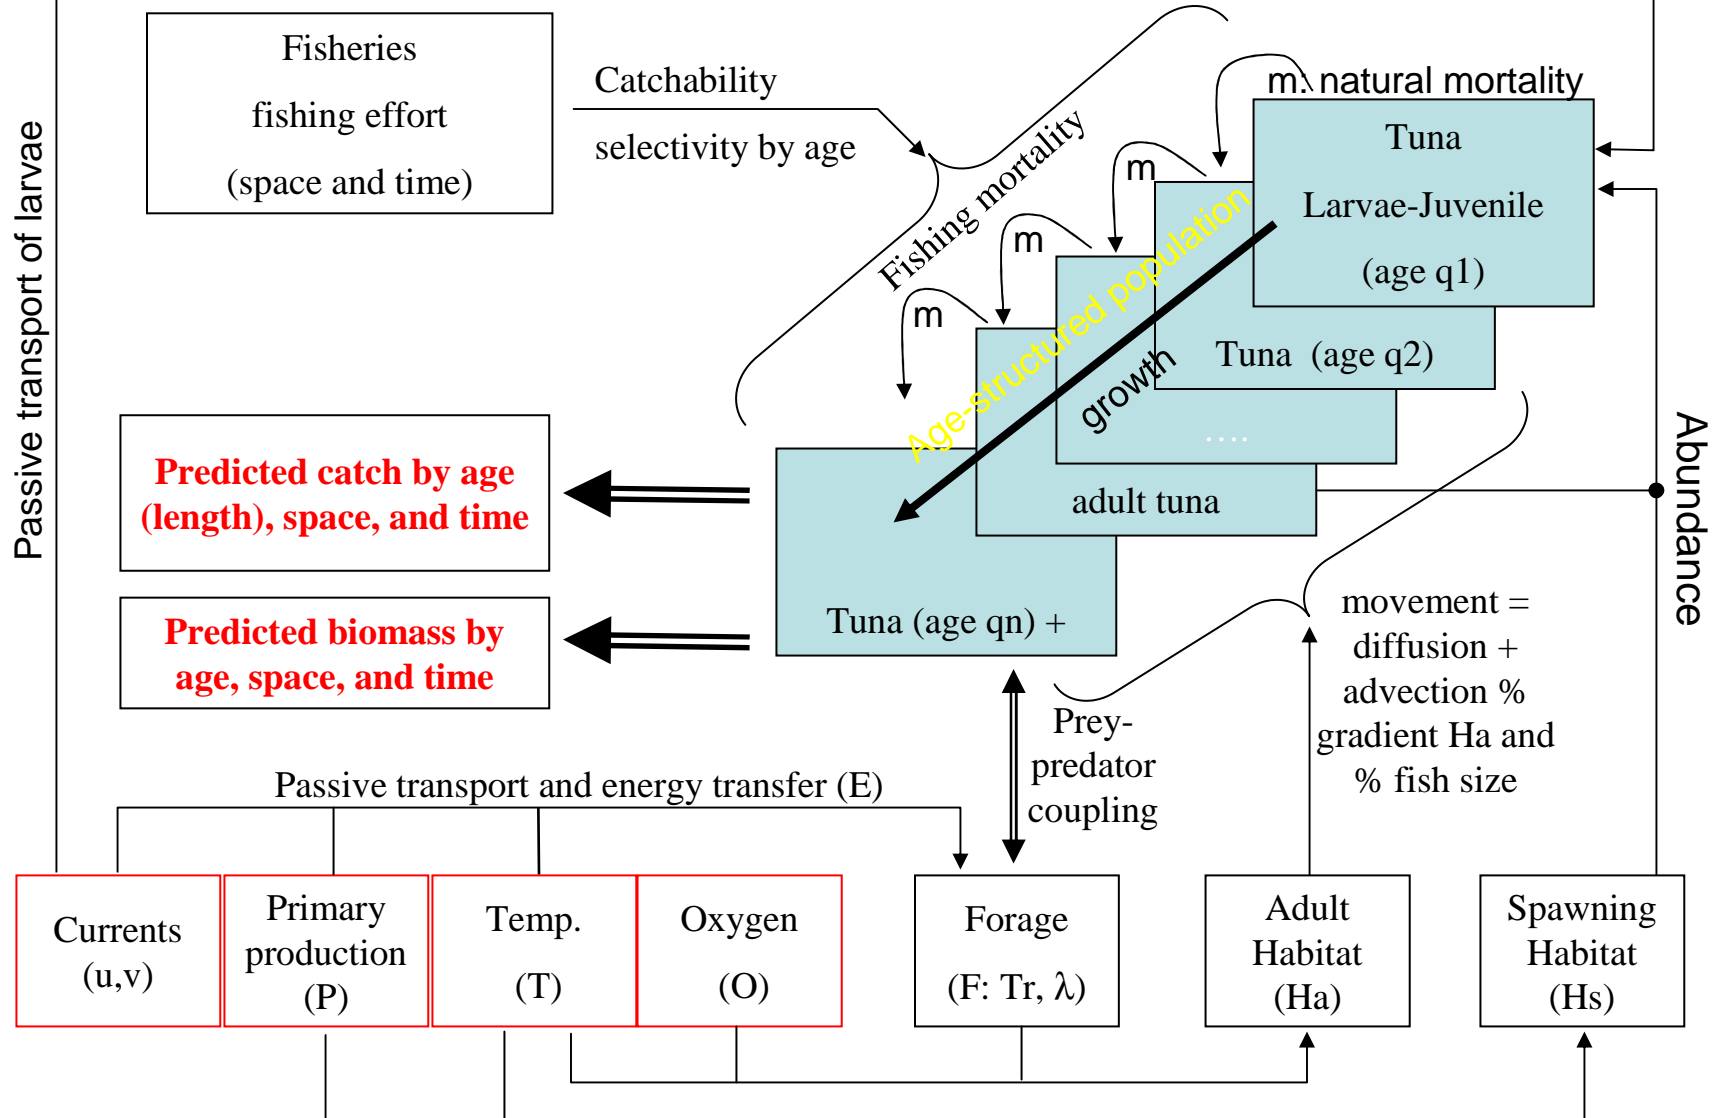 Passive transport of larvae
Fisheries
fishing effort
(space and time)
Catchability
selectivity by age
Fishing mortality
m: natural mortality
m
m
m
Tuna
Larvae-Juvenile
(age q1)
Tuna (age q2)
....
adult tuna
Tuna (age qn) +
Age-structured population
growth
Abundance
Predicted catch by age
(length), space, and time
Predicted biomass by
age, space, and time
movement =
diffusion +
advection %
gradient Ha and
% fish size
Prey-
predator
coupling
Passive transport and energy transfer (E)
Currents
(u,v)
Primary
production
(P)
Temp.
(T)
Oxygen
(O)
Forage
(F: Tr, λ)
Adult
Habitat
(Ha)
Spawning
Habitat
(Hs)